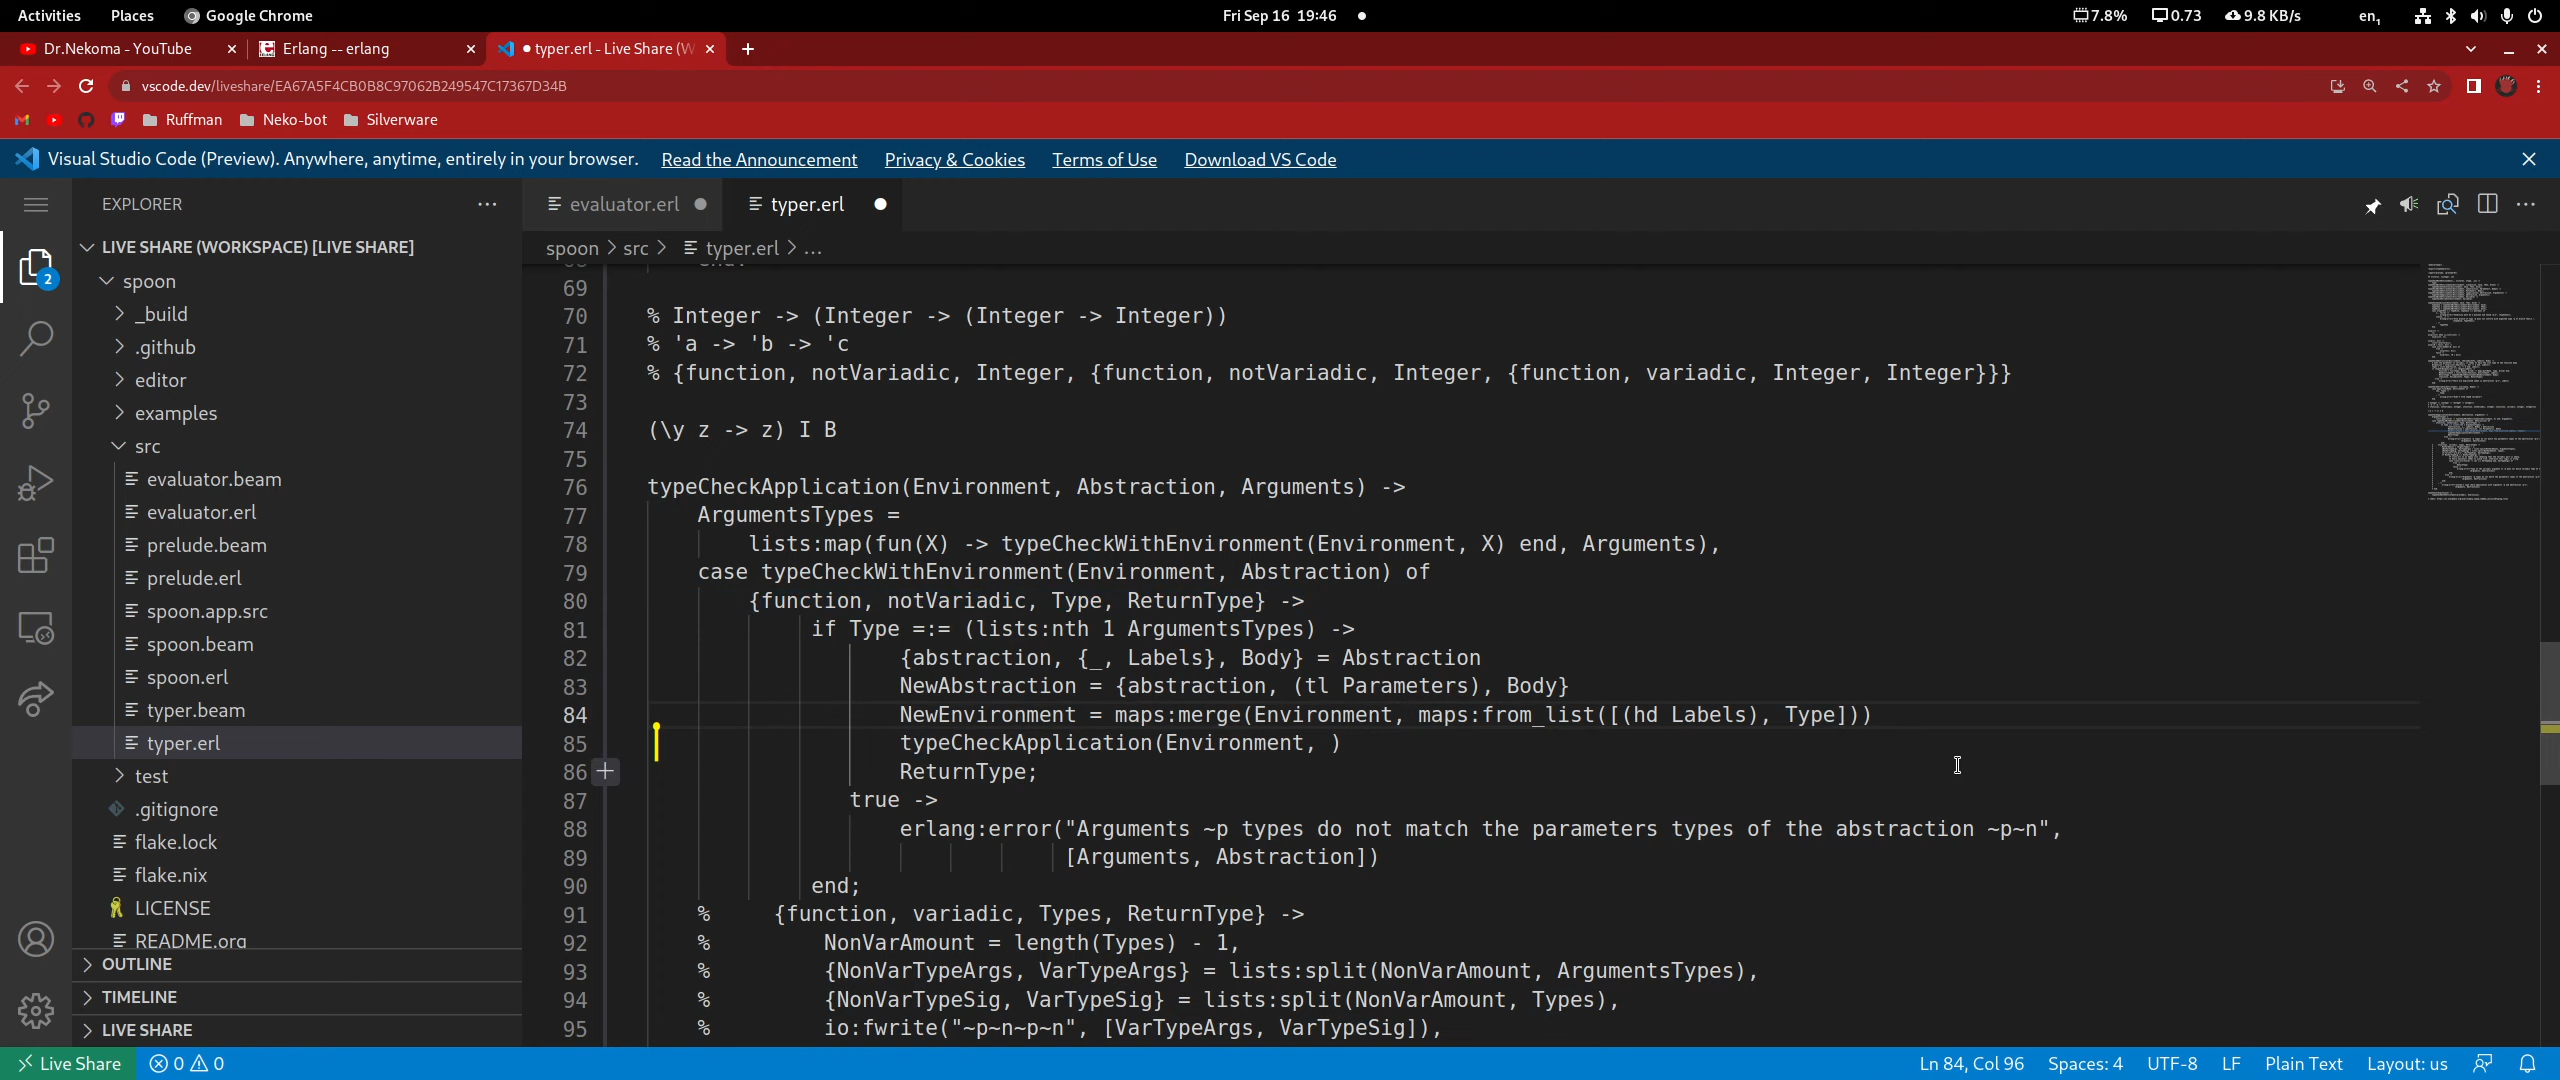 Activities Places Google Chrome Fri Sep 16 19:46 7.8% 0.73 9.8 KB/s en₁
Dr.Nekoma - YouTube Erlang -- erlang typer.erl - Live Share (W
vscode.dev/liveshare/EA67A5F4CB0B8C97062B249547C17367D34B
Ruffman Neko-bot Silverware
Visual Studio Code (Preview). Anywhere, anytime, entirely in your browser. Read the Announcement Privacy & Cookies Terms of Use Download VS Code
EXPLORER
evaluator.erl typer.erl
spoon > src > typer.erl > ...
LIVE SHARE (WORKSPACE) [LIVE SHARE]
spoon
_build
.github
editor
examples
src
evaluator.beam
evaluator.erl
prelude.beam
prelude.erl
spoon.app.src
spoon.beam
spoon.erl
typer.beam
typer.erl
test
.gitignore
flake.lock
flake.nix
LICENSE
README.org
OUTLINE
TIMELINE
LIVE SHARE
2
69
70 % Integer -> (Integer -> (Integer -> Integer))
71 % 'a -> 'b -> 'c
72 % {function, notVariadic, Integer, {function, notVariadic, Integer, {function, variadic, Integer, Integer}}}
73
74 (\y z -> z) I B
75
76 typeCheckApplication(Environment, Abstraction, Arguments) ->
77 ArgumentsTypes =
78 lists:map(fun(X) -> typeCheckWithEnvironment(Environment, X) end, Arguments),
79 case typeCheckWithEnvironment(Environment, Abstraction) of
80 {function, notVariadic, Type, ReturnType} ->
81 if Type =:= (lists:nth 1 ArgumentsTypes) ->
82 {abstraction, {_, Labels}, Body} = Abstraction
83 NewAbstraction = {abstraction, (tl Parameters), Body}
84 NewEnvironment = maps:merge(Environment, maps:from_list([(hd Labels), Type]))
85 typeCheckApplication(Environment, )
86 ReturnType;
87 true ->
88 erlang:error("Arguments ~p types do not match the parameters types of the abstraction ~p~n",
89 [Arguments, Abstraction])
90 end;
91 % {function, variadic, Types, ReturnType} ->
92 % NonVarAmount = length(Types) - 1,
93 % {NonVarTypeArgs, VarTypeArgs} = lists:split(NonVarAmount, ArgumentsTypes),
94 % {NonVarTypeSig, VarTypeSig} = lists:split(NonVarAmount, Types),
95 % io:fwrite("~p~n~p~n", [VarTypeArgs, VarTypeSig]),
Live Share 0 0 Ln 84, Col 96 Spaces: 4 UTF-8 LF Plain Text Layout: us